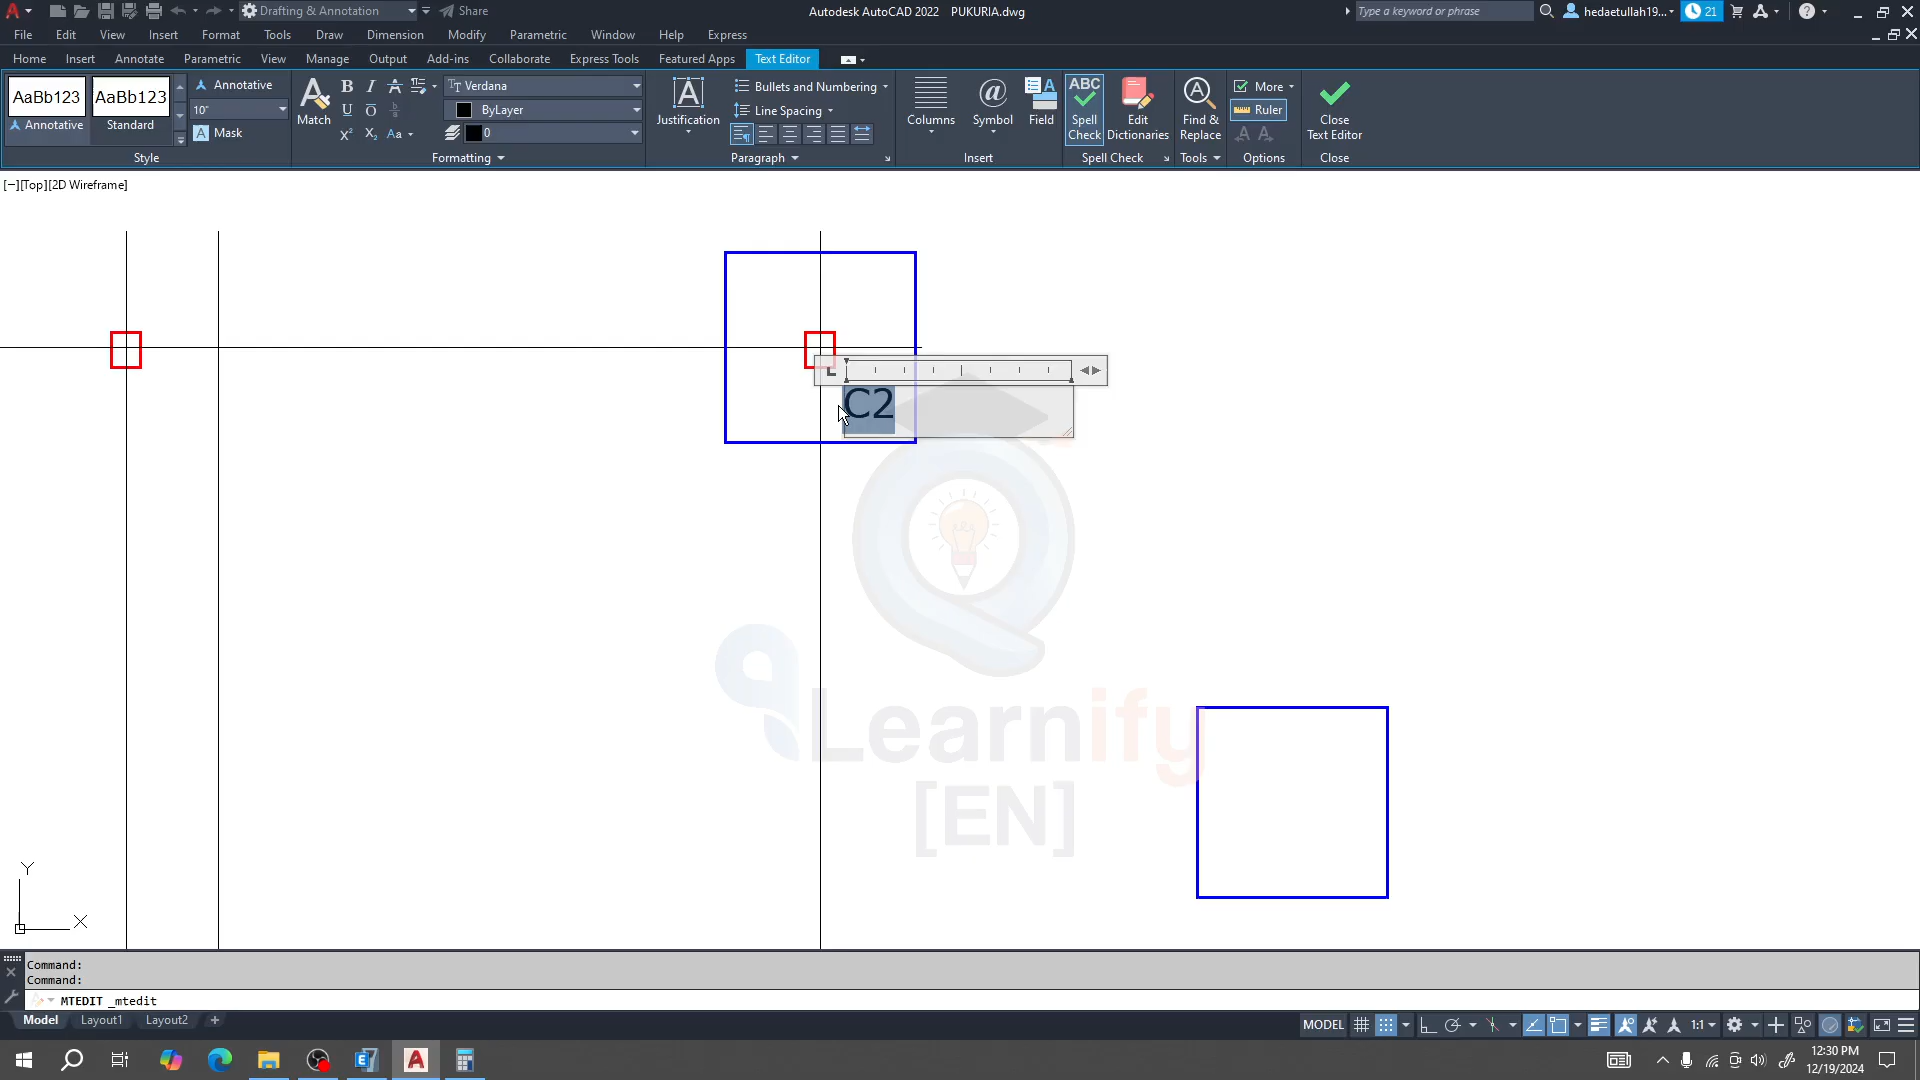 Drafting & Annotation
Share
Autodesk AutoCAD 2022 PUKURIA.dwg
Type a keyword or phrase
hedaetullah19...
21
File Edit View Insert Format Tools Draw Dimension Modify Parametric Window Help Express
Home Insert Annotate Parametric View Manage Output Add-ins Collaborate Express Tools Featured Apps Text Editor
AaBb123
Annotative
AaBb123
Standard
Annotative
10"
Mask
Style
Match
Verdana
ByLayer
0
Formatting
Justification
Bullets and Numbering
Line Spacing
Paragraph
Columns
Symbol
Field
Insert
ABC
Spell
Check
Edit
Dictionaries
Spell Check
Find &
Replace
Tools
More
Ruler
Options
Close
Text Editor
Close
[−][Top][2D Wireframe]
C2
Learnify
[EN]
Y
X
Command:
Command:
MTEDIT _mtedit
Model Layout1 Layout2 +
MODEL
1:1
12:30 PM
12/19/2024